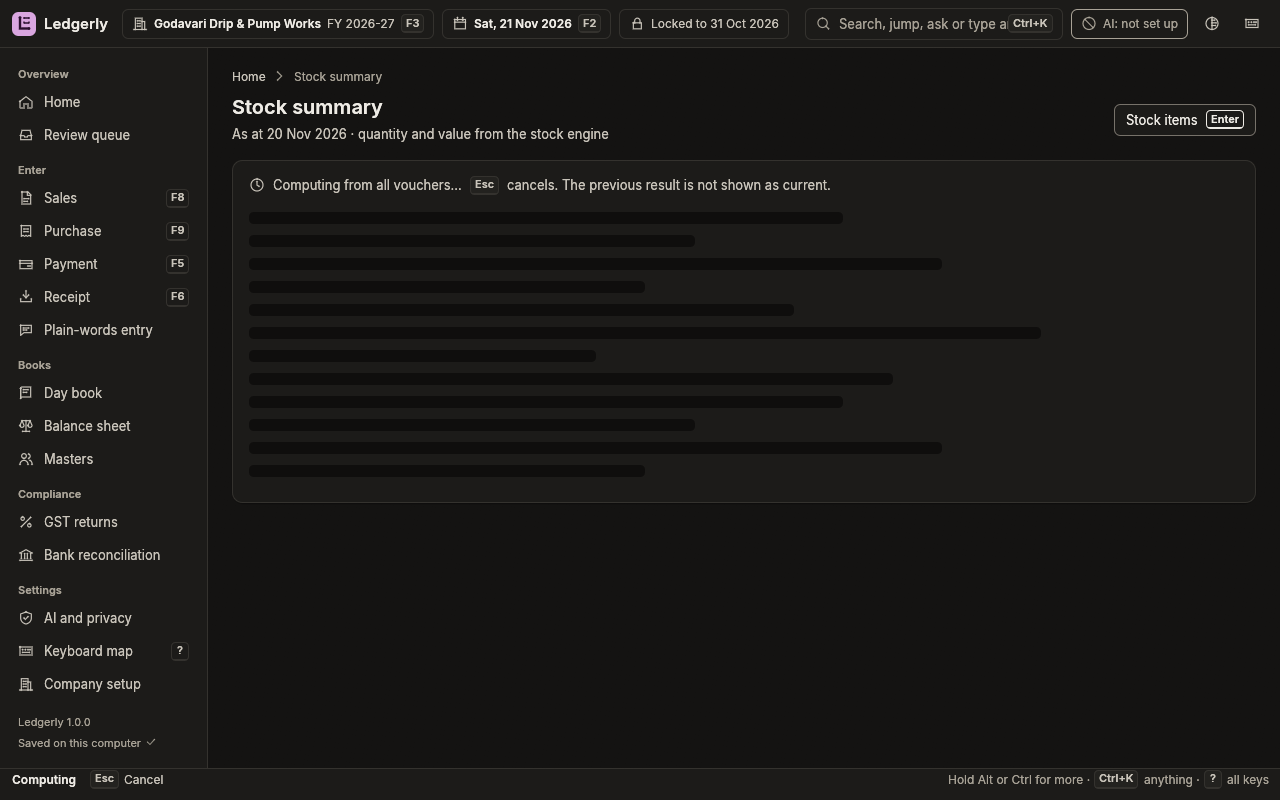 Ledgerly
Godavari Drip & Pump Works FY 2026-27 F3
Sat, 21 Nov 2026 F2
Locked to 31 Oct 2026
Search, jump, ask or type a Ctrl+K
AI: not set up
Overview
Home
Review queue
Enter
Sales F8
Purchase F9
Payment F5
Receipt F6
Plain-words entry
Books
Day book
Balance sheet
Masters
Compliance
GST returns
Bank reconciliation
Settings
AI and privacy
Keyboard map ?
Company setup
Ledgerly 1.0.0
Saved on this computer
Home Stock summary
Stock summary
As at 20 Nov 2026 · quantity and value from the stock engine
Stock items Enter
Computing from all vouchers... Esc cancels. The previous result is not shown as current.
Computing Esc Cancel
Hold Alt or Ctrl for more · Ctrl+K anything · ? all keys